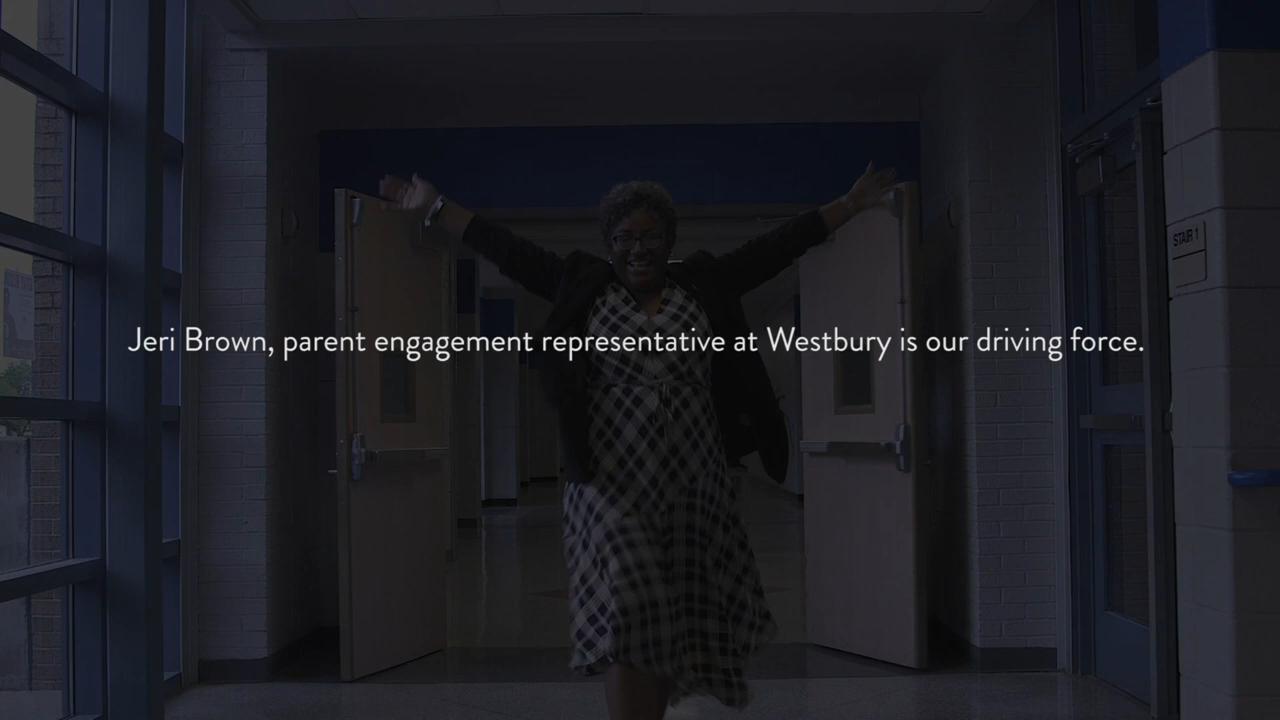 Jeri Brown, parent engagement representative at Westbury is our driving force.
STAIR 1